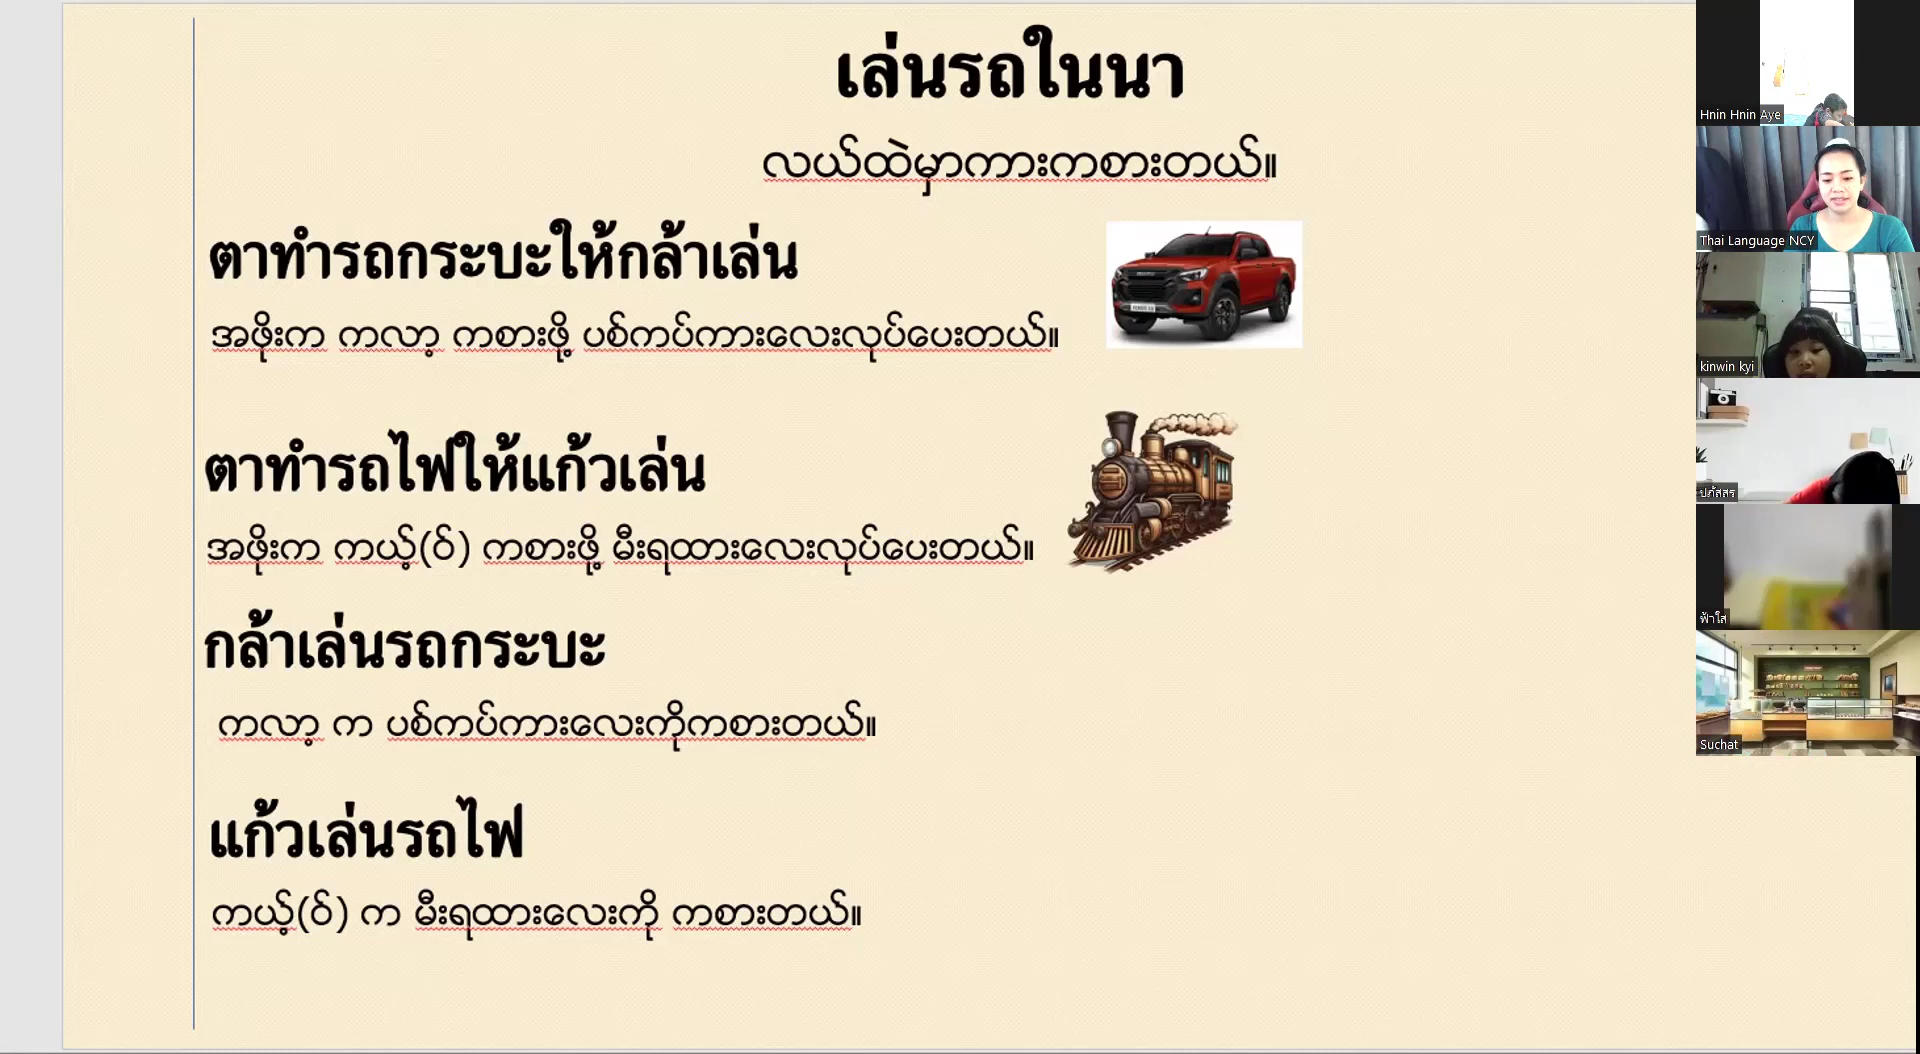 เล่นรถในนา
လယ်ထဲမှာကားကစားတယ်။
ตาทำรถกระบะให้กล้าเล่น
အဖိုးက ကလာ့ ကစားဖို့ ပစ်ကပ်ကားလေးလုပ်ပေးတယ်။
ตาทำรถไฟให้แก้วเล่น
အဖိုးက ကယ့်(ဝ်) ကစားဖို့ မီးရထားလေးလုပ်ပေးတယ်။
กล้าเล่นรถกระบะ
ကလာ့ က ပစ်ကပ်ကားလေးကိုကစားတယ်။
แก้วเล่นรถไฟ
ကယ့်(ဝ်) က မီးရထားလေးကို ကစားတယ်။
Hnin Hnin Aye
Thai Language NCY
kinwin kyi
ปภัสสร
ฟ้าใส
Suchat